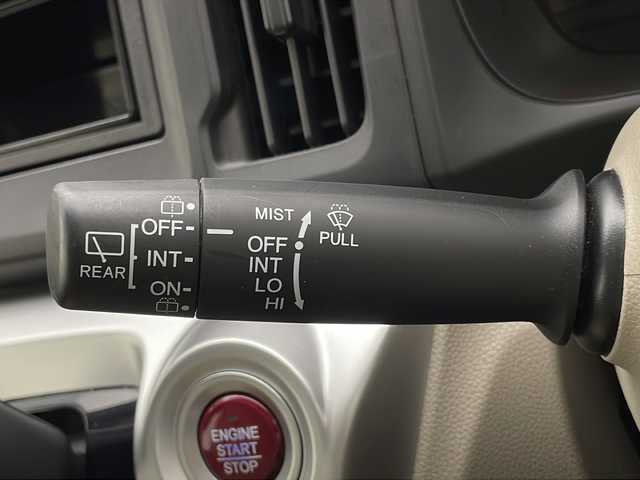 OFF
INT
ON
REAR
MIST
OFF
INT
LO
HI
PULL
ENGINE
START
STOP